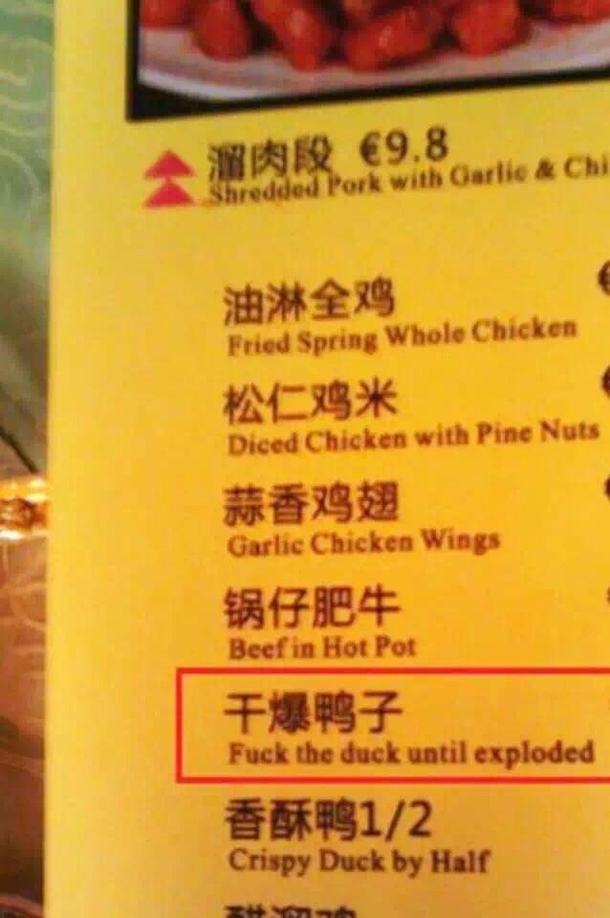 溜肉段 €9.8
Shredded Pork with Garlic & Chi
油淋全鸡
Fried Spring Whole Chicken
松仁鸡米
Diced Chicken with Pine Nuts
蒜香鸡翅
Garlic Chicken Wings
锅仔肥牛
Beef in Hot Pot
干爆鸭子
Fuck the duck until exploded
香酥鸭1/2
Crispy Duck by Half
醋溜鸡